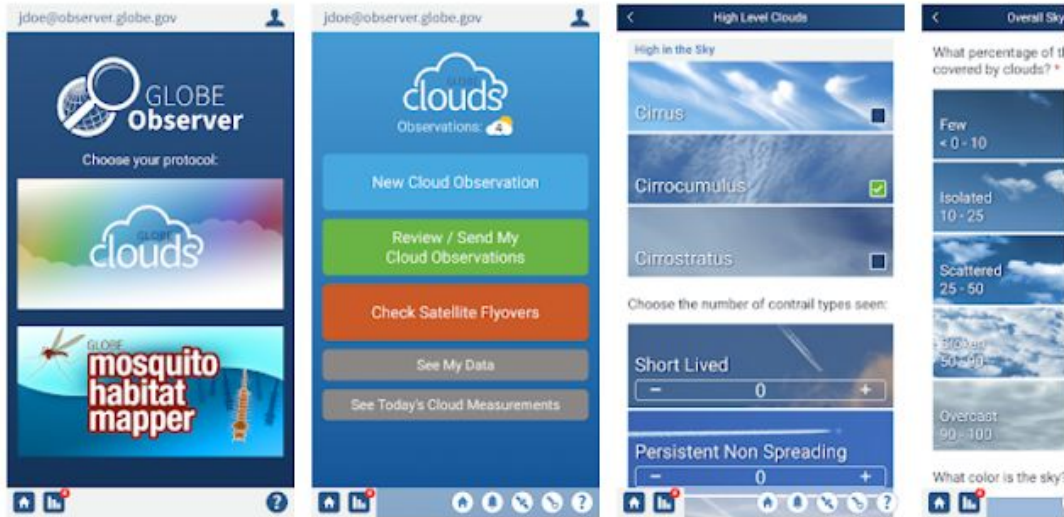 jdoe@observer.globe.gov
GLOBE
Observer
Choose your protocol:
GLOBE
clouds
GLOBE
mosquito
habitat
mapper
?
jdoe@observer.globe.gov
GLOBE
clouds
Observations: 4
New Cloud Observation
Review / Send My
Cloud Observations
Check Satellite Flyovers
See My Data
See Today's Cloud Measurements
?
High Level Clouds
High in the Sky
Cirrus
Cirrocumulus
Cirrostratus
Choose the number of contrail types seen:
Short Lived
− 0 +
Persistent Non Spreading
− 0 +
?
Overall Sky
What percentage of th
covered by clouds? *
Few
< 0 - 10
Isolated
10 - 25
Scattered
25 - 50
Broken
50 - 90
Overcast
90 - 100
What color is the sky?